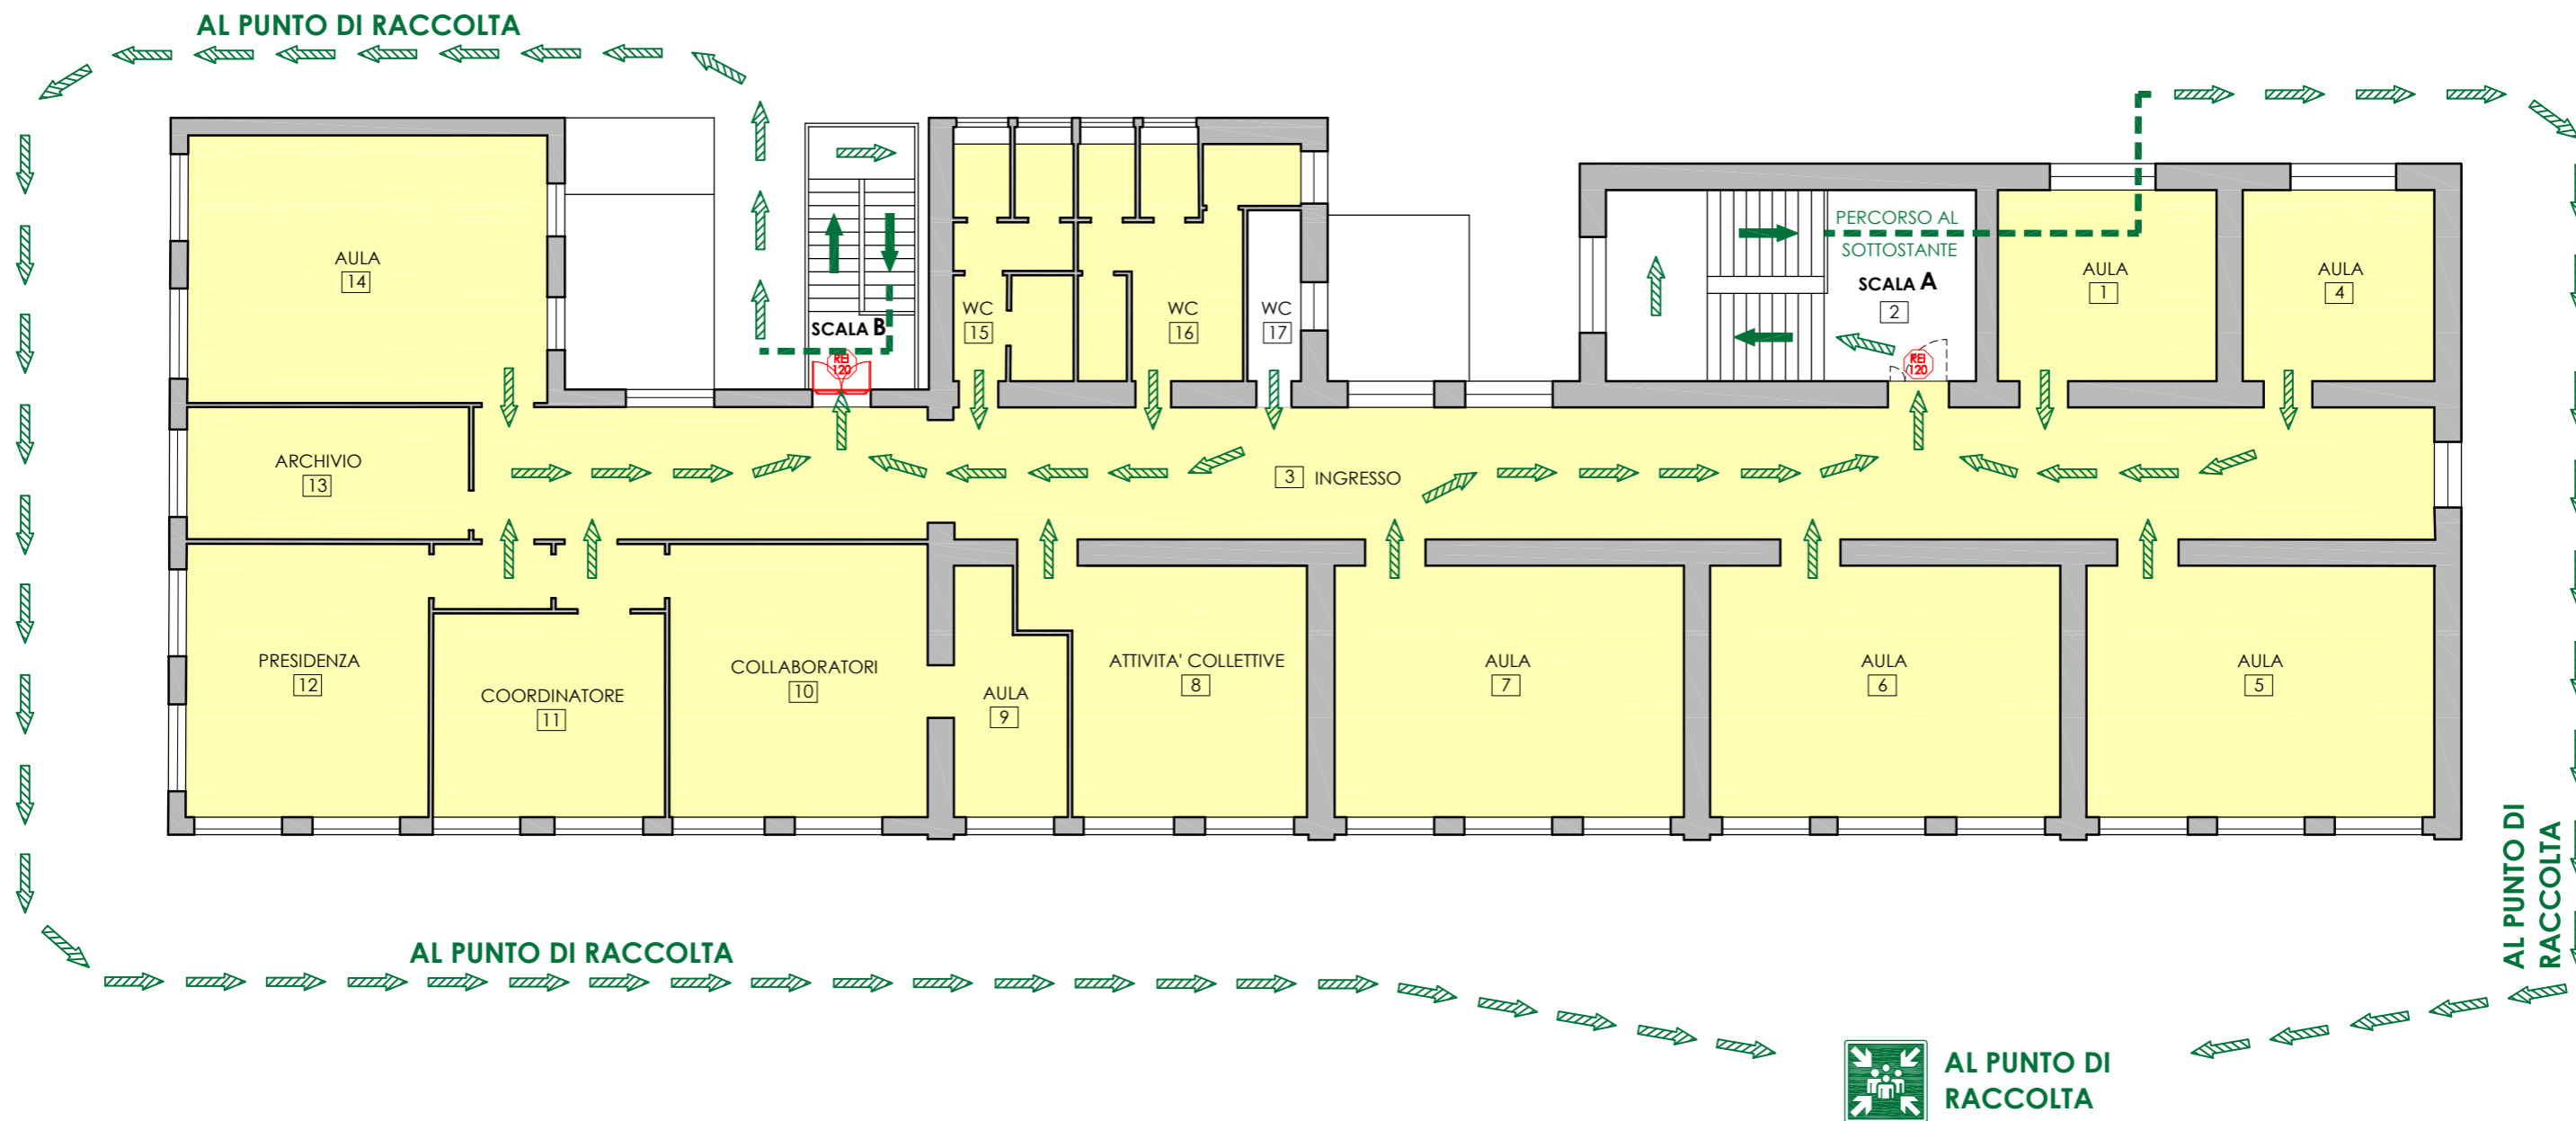 AL PUNTO DI RACCOLTA
AULA
14
SCALA B
REI
120
WC
15
WC
16
WC
17
PERCORSO AL
SOTTOSTANTE
SCALA A
2
REI
120
AULA
1
AULA
4
ARCHIVIO
13
3 INGRESSO
PRESIDENZA
12
COORDINATORE
11
COLLABORATORI
10
AULA
9
ATTIVITA' COLLETTIVE
8
AULA
7
AULA
6
AULA
5
AL PUNTO DI
RACCOLTA
AL PUNTO DI RACCOLTA
AL PUNTO DI
RACCOLTA